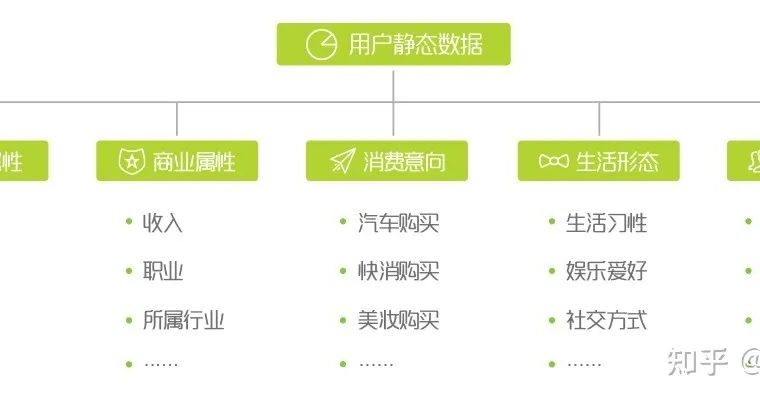 用户静态数据
性
商业属性
消费意向
生活形态
收入
汽车购买
生活习性
职业
快消购买
娱乐爱好
所属行业
美妆购买
社交方式
……
……
……
知乎 @